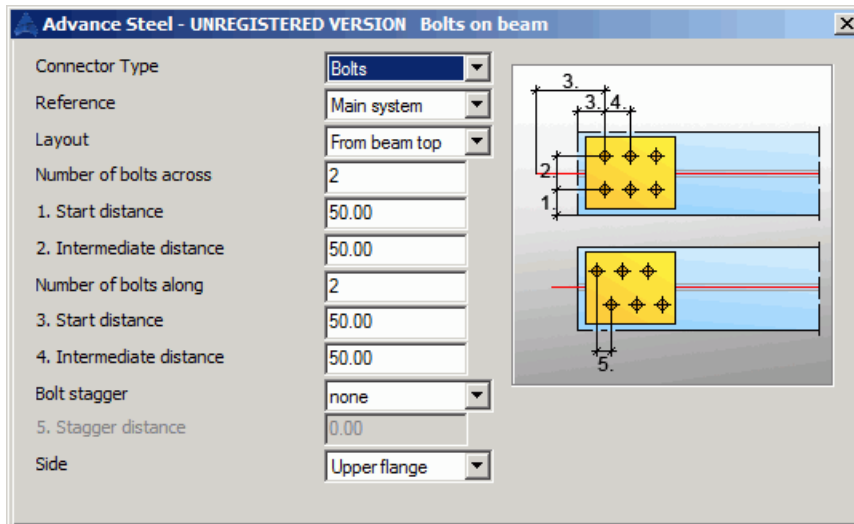 Advance Steel - UNREGISTERED VERSION Bolts on beam
Connector Type Bolts
Reference Main system
Layout From beam top
Number of bolts across 2
1. Start distance 50.00
2. Intermediate distance 50.00
Number of bolts along 2
3. Start distance 50.00
4. Intermediate distance 50.00
Bolt stagger none
5. Stagger distance 0.00
Side Upper flange
3.
3. 4.
2.
1.
5.